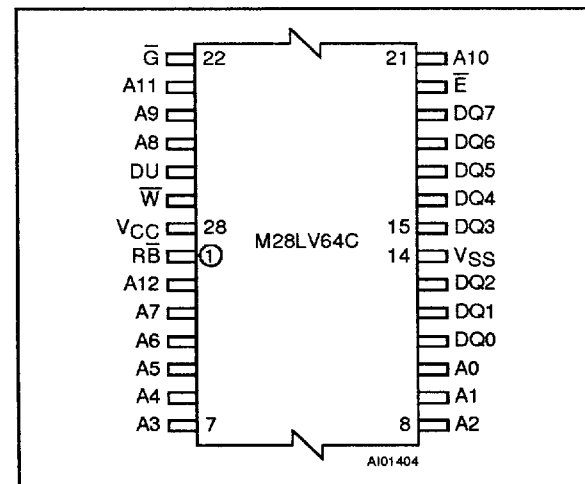 G̅ 22 21 A10
A11 E̅
A9 DQ7
A8 DQ6
DU DQ5
W̅ DQ4
VCC 28 15 DQ3
M28LV64C
RB̅ 1 14 VSS
A12 DQ2
A7 DQ1
A6 DQ0
A5 A0
A4 A1
A3 7 8 A2
AI01404